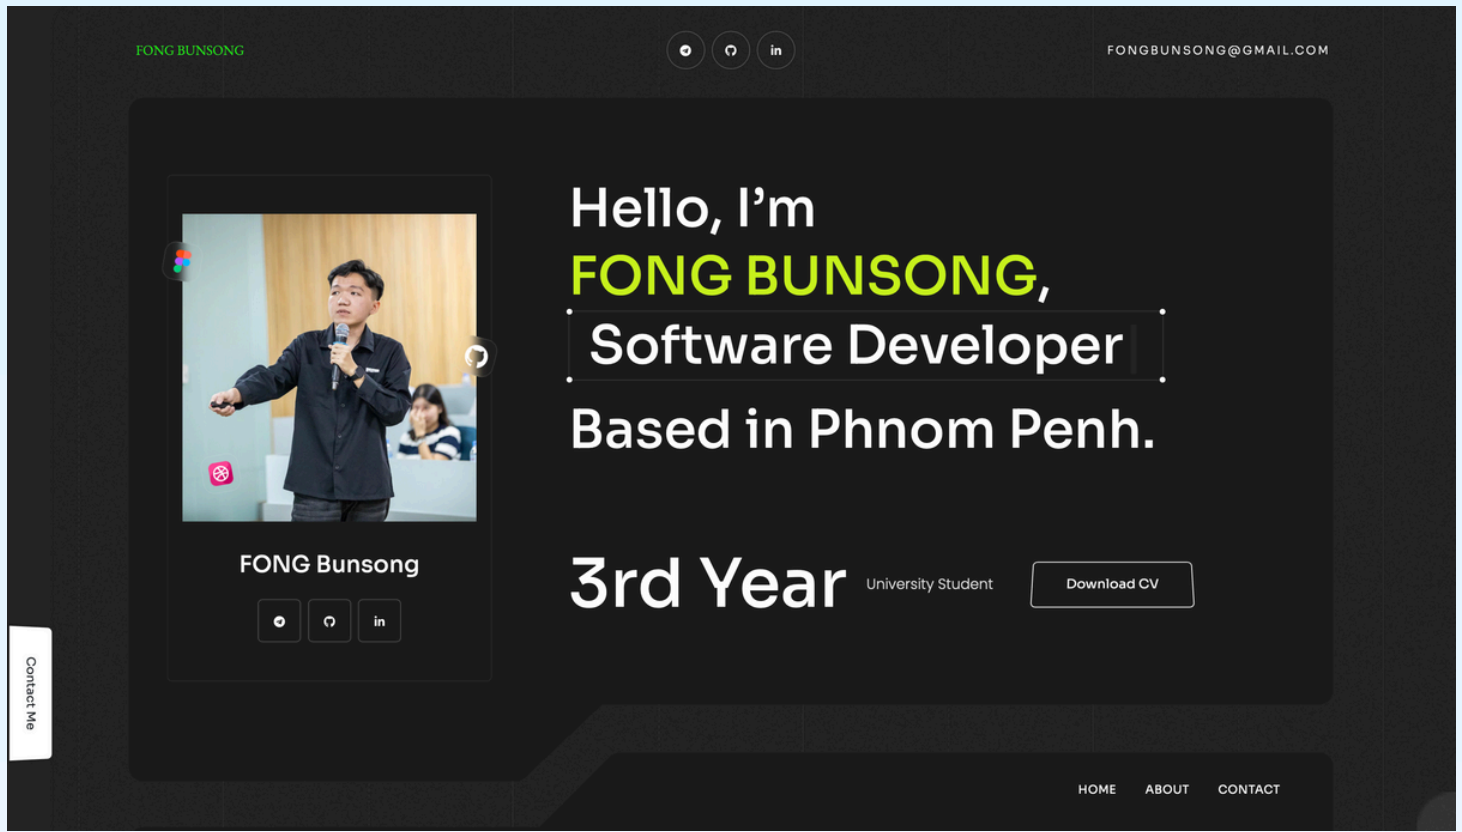 FONG BUNSONG
in
FONGBUNSONG@GMAIL.COM
Hello, I’m
FONG BUNSONG,
Software Developer
Based in Phnom Penh.
FONG Bunsong
in
3rd Year
University Student
Download CV
Contact Me
HOME ABOUT CONTACT